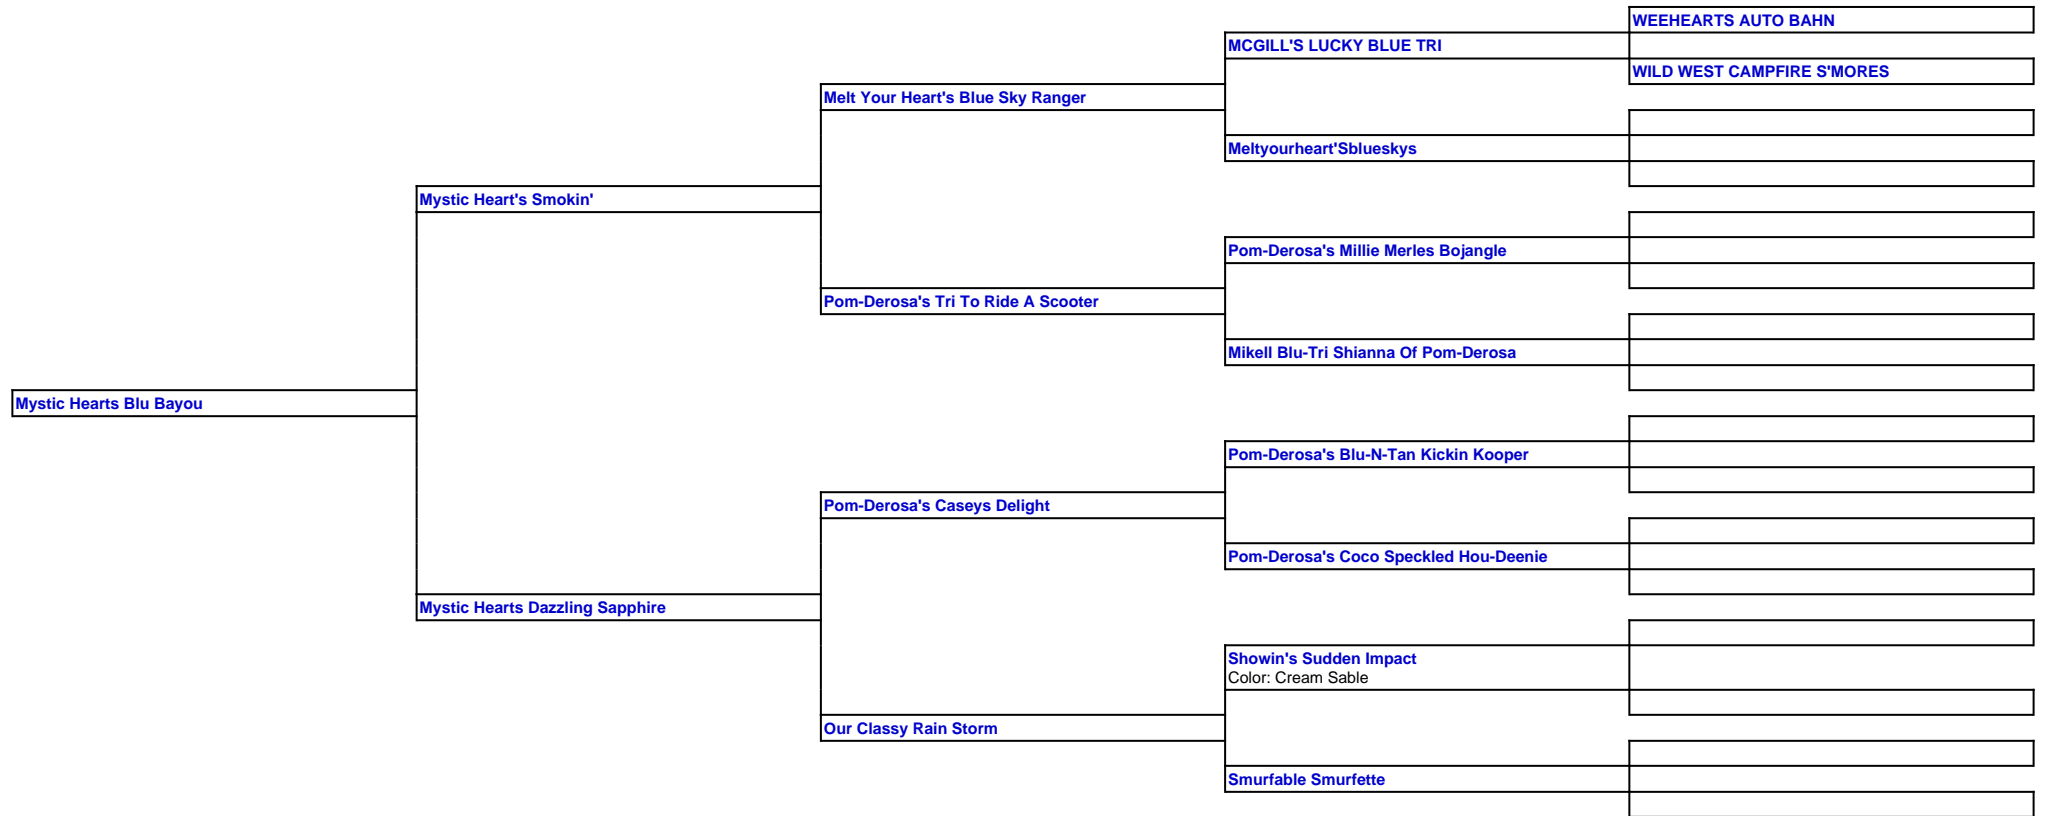 WEEHEARTS AUTO BAHN
MCGILL'S LUCKY BLUE TRI
WILD WEST CAMPFIRE S'MORES
Melt Your Heart's Blue Sky Ranger
Meltyourheart'Sblueskys
Mystic Heart's Smokin'
Pom-Derosa's Millie Merles Bojangle
Pom-Derosa's Tri To Ride A Scooter
Mikell Blu-Tri Shianna Of Pom-Derosa
Mystic Hearts Blu Bayou
Pom-Derosa's Blu-N-Tan Kickin Kooper
Pom-Derosa's Caseys Delight
Pom-Derosa's Coco Speckled Hou-Deenie
Mystic Hearts Dazzling Sapphire
Showin's Sudden Impact
Color: Cream Sable
Our Classy Rain Storm
Smurfable Smurfette